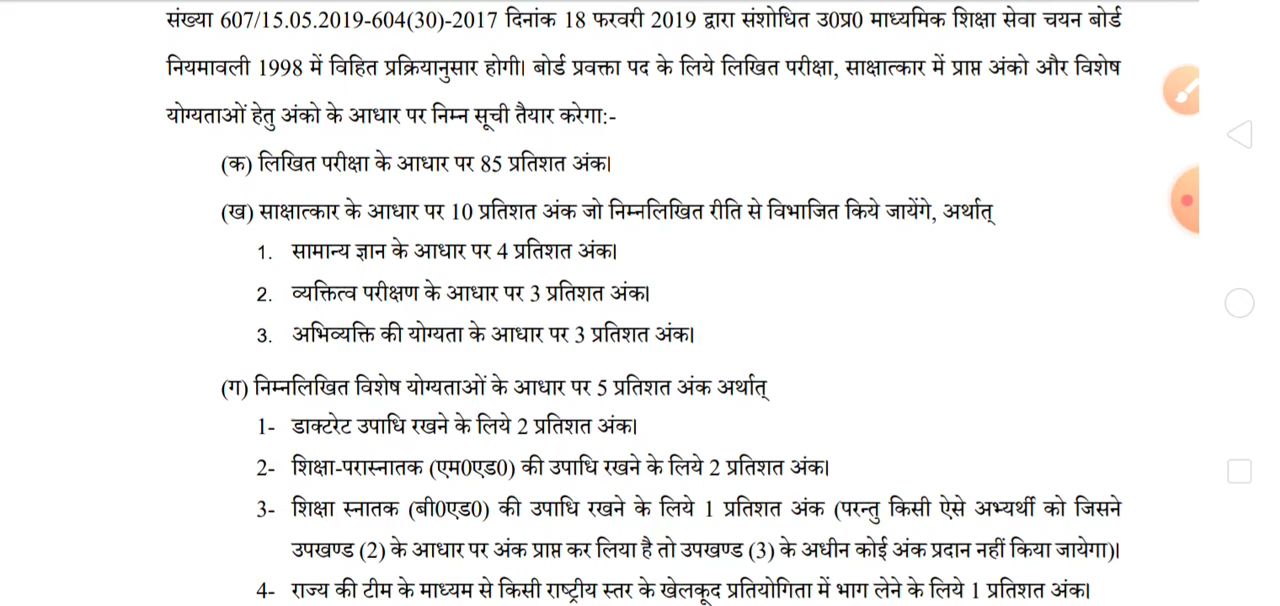 संख्या 607/15.05.2019-604(30)-2017 दिनांक 18 फरवरी 2019 द्वारा संशोधित उ0प्र0 माध्यमिक शिक्षा सेवा चयन बोर्ड
नियमावली 1998 में विहित प्रक्रियानुसार होगी। बोर्ड प्रवक्ता पद के लिये लिखित परीक्षा, साक्षात्कार में प्राप्त अंको और विशेष
योग्यताओं हेतु अंको के आधार पर निम्न सूची तैयार करेगा:-
(क) लिखित परीक्षा के आधार पर 85 प्रतिशत अंक।
(ख) साक्षात्कार के आधार पर 10 प्रतिशत अंक जो निम्नलिखित रीति से विभाजित किये जायेंगे, अर्थात्
1. सामान्य ज्ञान के आधार पर 4 प्रतिशत अंक।
2. व्यक्तित्व परीक्षण के आधार पर 3 प्रतिशत अंक।
3. अभिव्यक्ति की योग्यता के आधार पर 3 प्रतिशत अंक।
(ग) निम्नलिखित विशेष योग्यताओं के आधार पर 5 प्रतिशत अंक अर्थात्
1- डाक्टरेट उपाधि रखने के लिये 2 प्रतिशत अंक।
2- शिक्षा-परास्नातक (एम0एड0) की उपाधि रखने के लिये 2 प्रतिशत अंक।
3- शिक्षा स्नातक (बी0एड0) की उपाधि रखने के लिये 1 प्रतिशत अंक (परन्तु किसी ऐसे अभ्यर्थी को जिसने
उपखण्ड (2) के आधार पर अंक प्राप्त कर लिया है तो उपखण्ड (3) के अधीन कोई अंक प्रदान नहीं किया जायेगा)।
4- राज्य की टीम के माध्यम से किसी राष्ट्रीय स्तर के खेलकूद प्रतियोगिता में भाग लेने के लिये 1 प्रतिशत अंक।